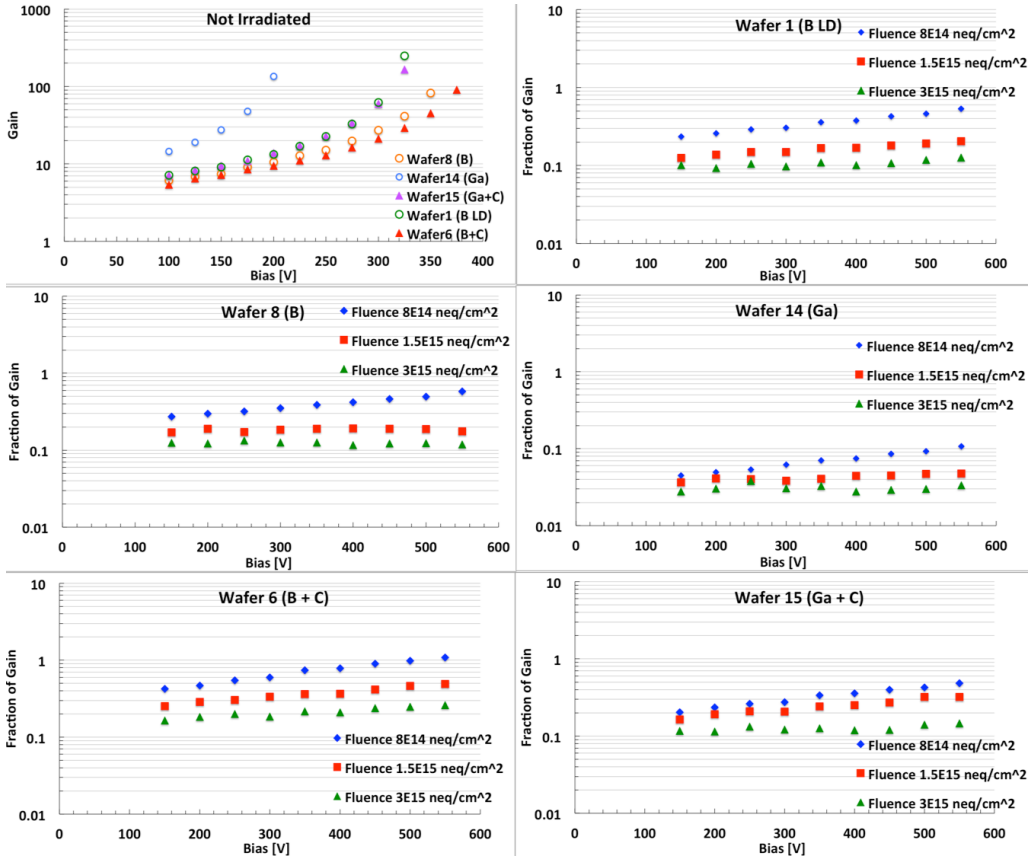 Not Irradiated
1000
100
10
1
Gain
0 50 100 150 200 250 300 350 400
Bias [V]
Wafer8 (B)
Wafer14 (Ga)
Wafer15 (Ga+C)
Wafer1 (B LD)
Wafer6 (B+C)
Wafer 1 (B LD)
10
1
0.1
0.01
Fraction of Gain
0 100 200 300 400 500 600
Bias [V]
Fluence 8E14 neq/cm^2
Fluence 1.5E15 neq/cm^2
Fluence 3E15 neq/cm^2
Wafer 8 (B)
10
1
0.1
0.01
Fraction of Gain
0 100 200 300 400 500 600
Bias [V]
Fluence 8E14 neq/cm^2
Fluence 1.5E15 neq/cm^2
Fluence 3E15 neq/cm^2
Wafer 14 (Ga)
10
1
0.1
0.01
Fraction of Gain
0 100 200 300 400 500 600
Bias [V]
Fluence 8E14 neq/cm^2
Fluence 1.5E15 neq/cm^2
Fluence 3E15 neq/cm^2
Wafer 6 (B + C)
10
1
0.1
0.01
Fraction of Gain
0 100 200 300 400 500 600
Bias [V]
Fluence 8E14 neq/cm^2
Fluence 1.5E15 neq/cm^2
Fluence 3E15 neq/cm^2
Wafer 15 (Ga + C)
10
1
0.1
0.01
Fraction of Gain
0 100 200 300 400 500 600
Bias [V]
Fluence 8E14 neq/cm^2
Fluence 1.5E15 neq/cm^2
Fluence 3E15 neq/cm^2